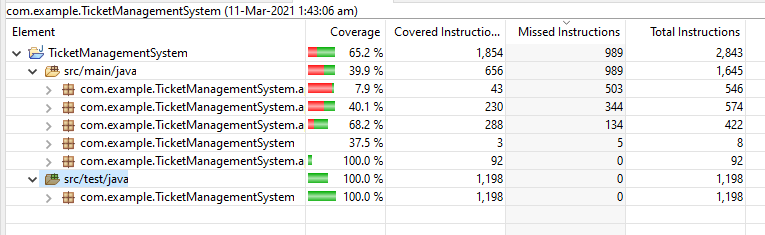 com.example.TicketManagementSystem (11-Mar-2021 1:43:06 am)
Element Coverage Covered Instructio... Missed Instructions Total Instructions
TicketManagementSystem 65.2 % 1,854 989 2,843
src/main/java 39.9 % 656 989 1,645
com.example.TicketManagementSystem.a 7.9 % 43 503 546
com.example.TicketManagementSystem.a 40.1 % 230 344 574
com.example.TicketManagementSystem.a 68.2 % 288 134 422
com.example.TicketManagementSystem 37.5 % 3 5 8
com.example.TicketManagementSystem.a 100.0 % 92 0 92
src/test/java 100.0 % 1,198 0 1,198
com.example.TicketManagementSystem 100.0 % 1,198 0 1,198